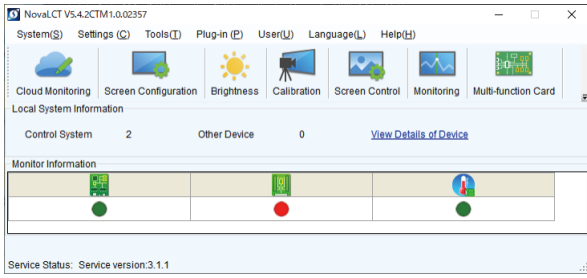 NovaLCT V5.4.2CTM1.0.02357
System(S) Settings (C) Tools(T) Plug-in (P) User(U) Language(L) Help(H)
Cloud Monitoring Screen Configuration Brightness Calibration Screen Control Monitoring Multi-function Card
Local System Information
Control System 2 Other Device 0 View Details of Device
Monitor Information
Service Status: Service version:3.1.1